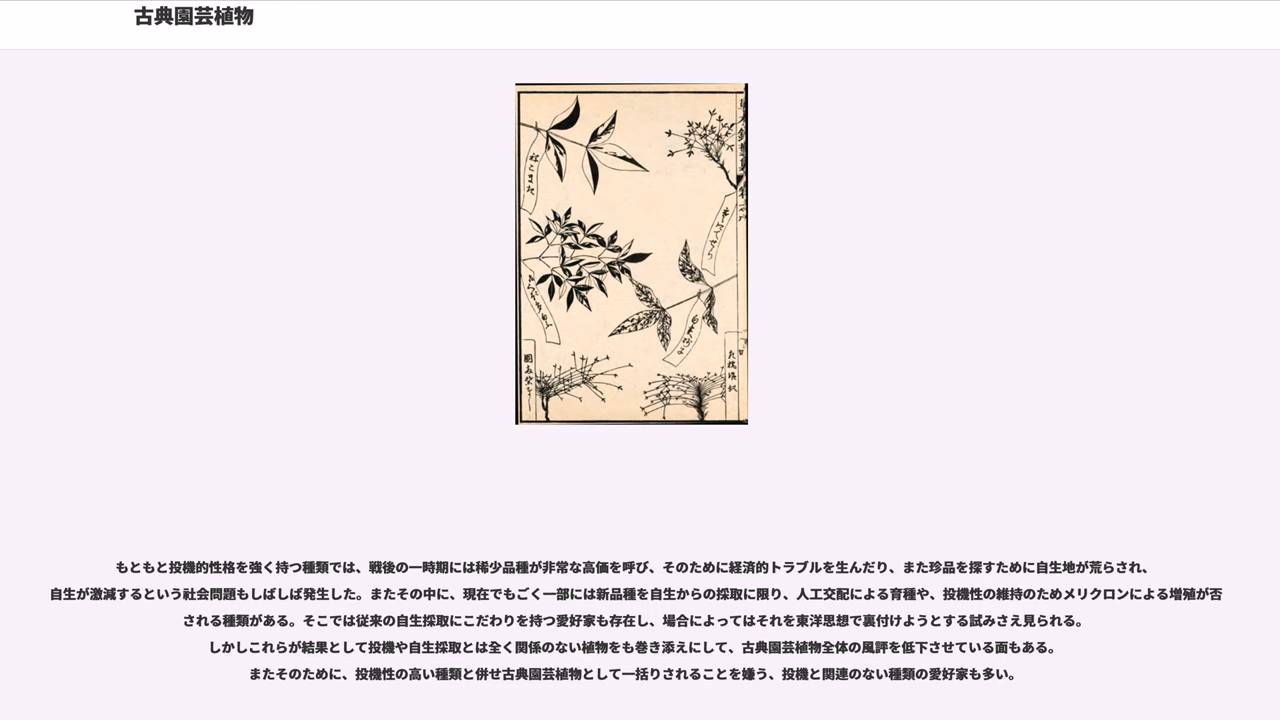 古典園芸植物
もともと投機的性格を強く持つ種類では、戦後の一時期には稀少品種が非常な高価を呼び、そのために経済的トラブルを生んだり、また珍品を探すために自生地が荒らされ、
自生が激減するという社会問題もしばしば発生した。またその中に、現在でもごく一部には新品種を自生からの採取に限り、人工交配による育種や、投機性の維持のためメリクロンによる増殖が否
される種類がある。そこでは従来の自生採取にこだわりを持つ愛好家も存在し、場合によってはそれを東洋思想で裏付けようとする試みさえ見られる。
しかしこれらが結果として投機や自生採取とは全く関係のない植物をも巻き添えにして、古典園芸植物全体の風評を低下させている面もある。
またそのために、投機性の高い種類と併せ古典園芸植物として一括りされることを嫌う、投機と関連のない種類の愛好家も多い。